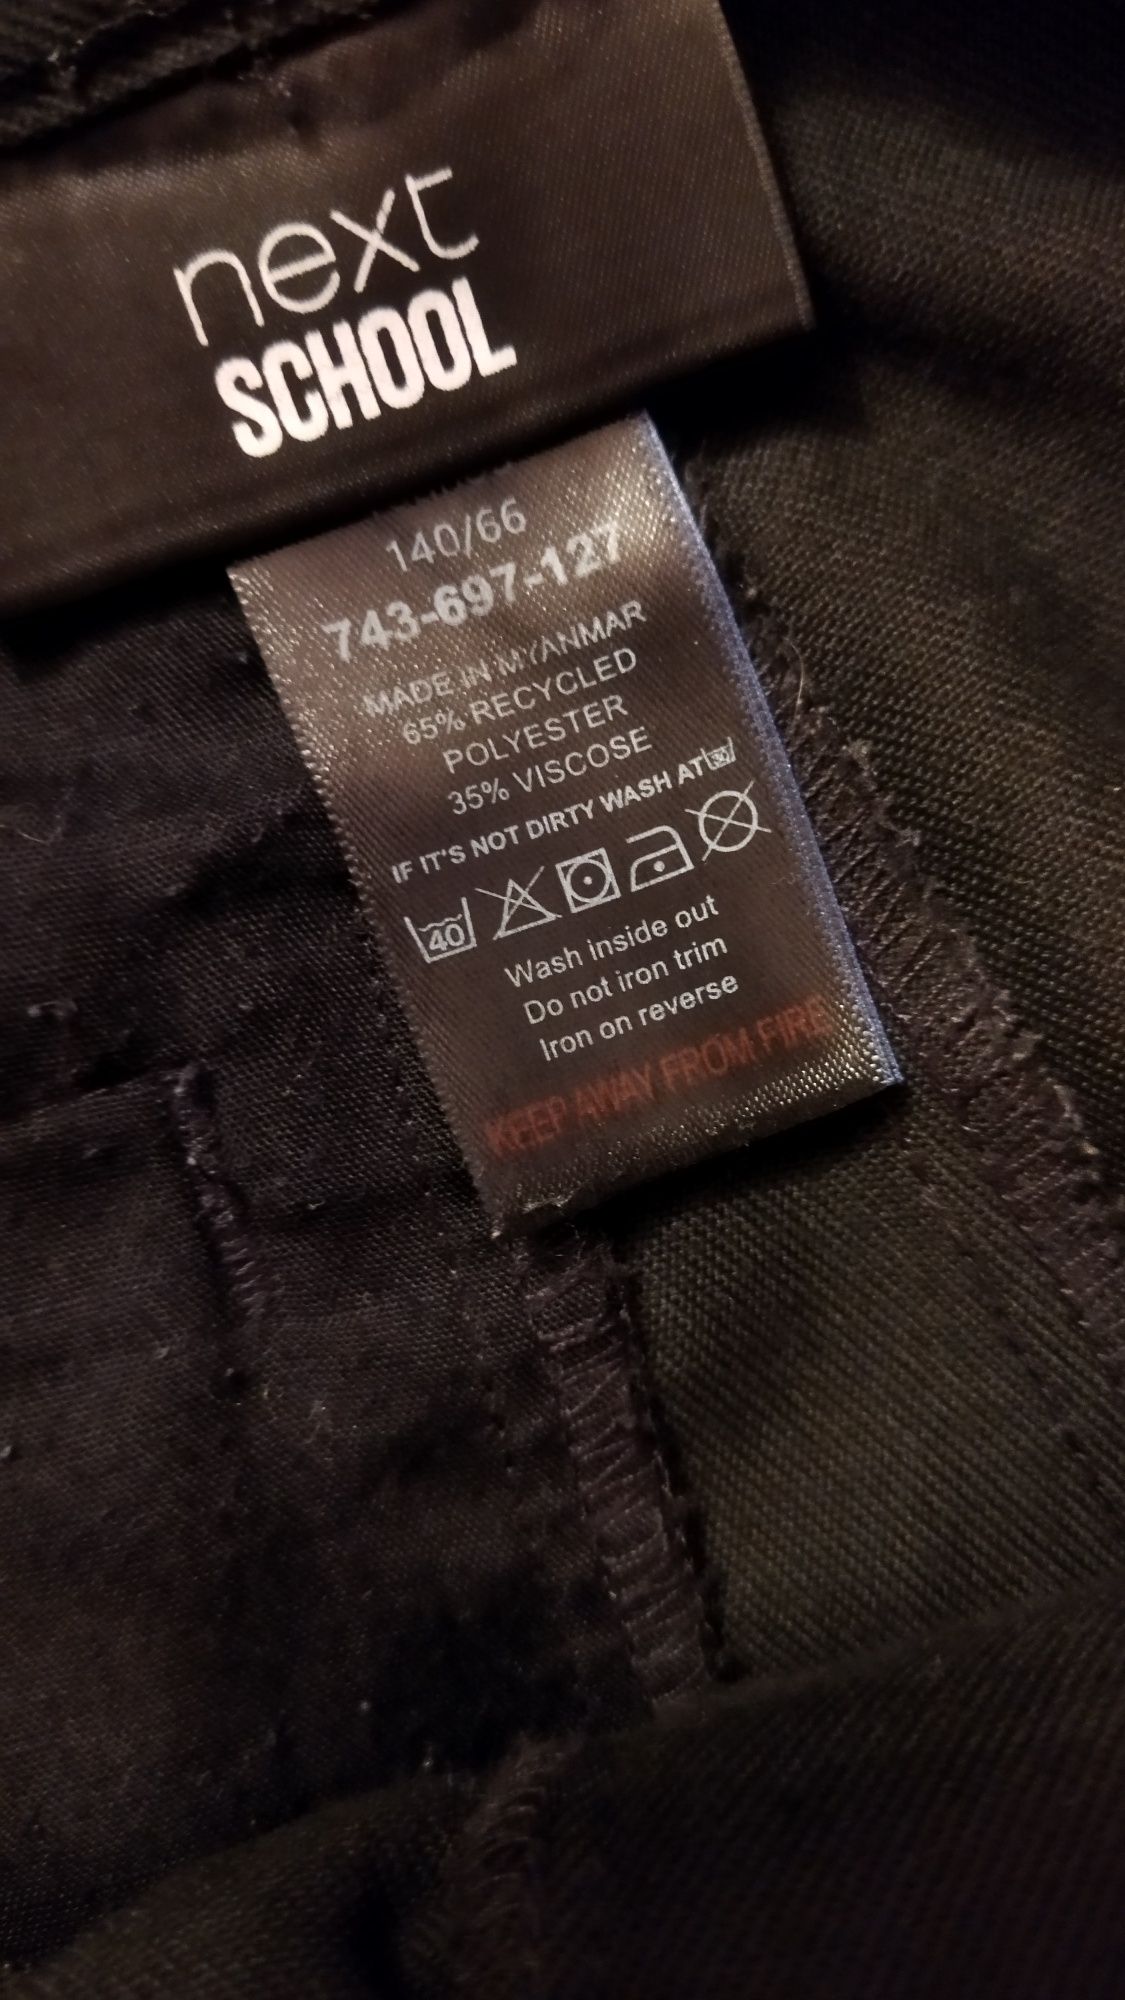 next
SCHOOL
140/66
743-697-127
MADE IN MYANMAR
65% RECYCLED
POLYESTER
35% VISCOSE
IF IT'S NOT DIRTY WASH AT 30
40
Wash inside out
Do not iron trim
Iron on reverse
KEEP AWAY FROM FIRE